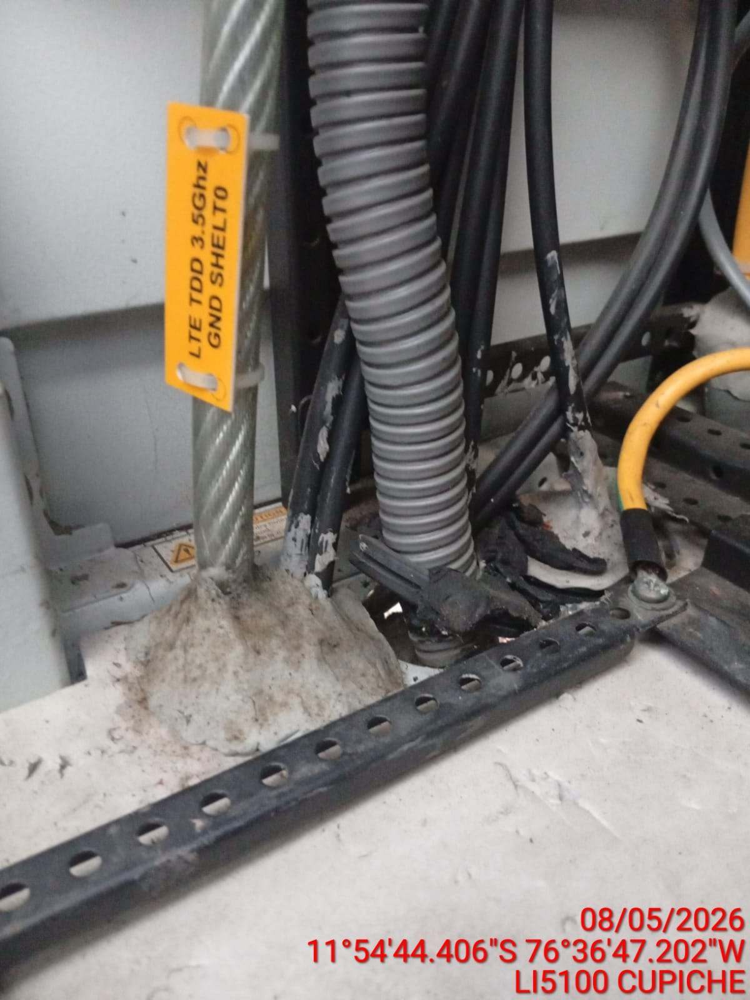 LTE TDD 3.5Ghz
GND SHELT0
CAUTION
08/05/2026
11°54'44.406"S 76°36'47.202"W
LI5100 CUPICHE